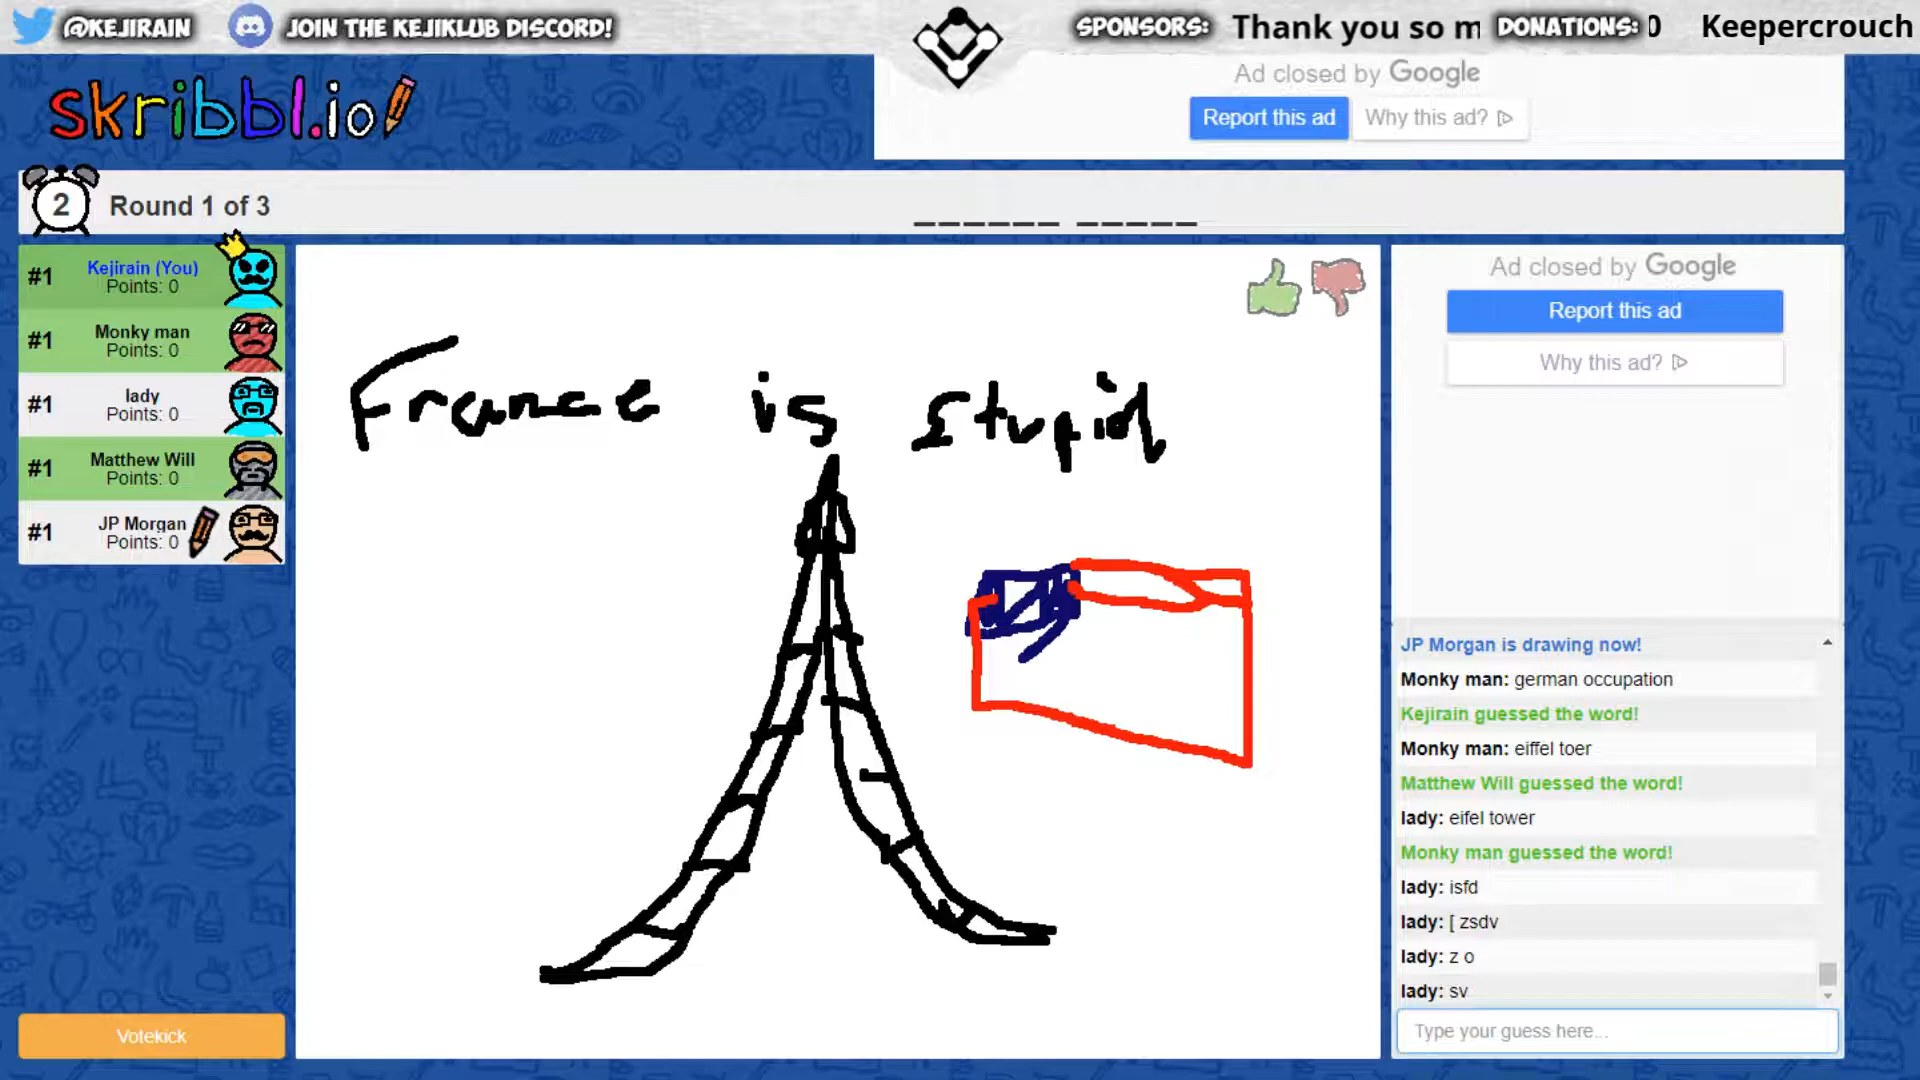 @KEJIRAIN JOIN THE KEJIKLUB DISCORD! SPONSORS: Thank you so m DONATIONS: 0 Keepercrouch
skribbl.io
Ad closed by Google
Report this ad Why this ad?
2 Round 1 of 3
______ _____
#1 Kejirain (You)
Points: 0
#1 Monky man
Points: 0
#1 lady
Points: 0
#1 Matthew Will
Points: 0
#1 JP Morgan
Points: 0
Votekick
France is stupid
Ad closed by Google
Report this ad
Why this ad?
JP Morgan is drawing now!
Monky man: german occupation
Kejirain guessed the word!
Monky man: eiffel toer
Matthew Will guessed the word!
lady: eifel tower
Monky man guessed the word!
lady: isfd
lady: [ zsdv
lady: z o
lady: sv
Type your guess here...